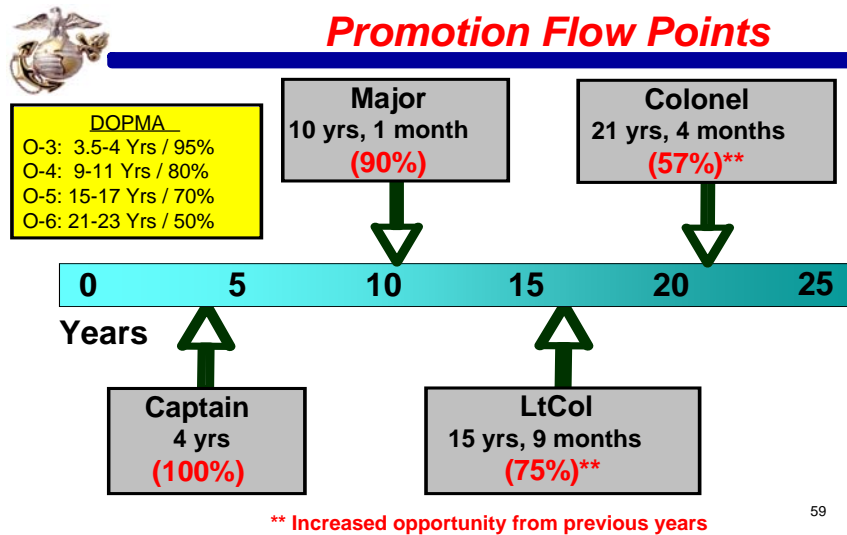 Promotion Flow Points
DOPMA
O-3: 3.5-4 Yrs / 95%
O-4: 9-11 Yrs / 80%
O-5: 15-17 Yrs / 70%
O-6: 21-23 Yrs / 50%
Major
10 yrs, 1 month
(90%)
Colonel
21 yrs, 4 months
(57%)**
0 5 10 15 20 25
Years
Captain
4 yrs
(100%)
LtCol
15 yrs, 9 months
(75%)**
** Increased opportunity from previous years
59